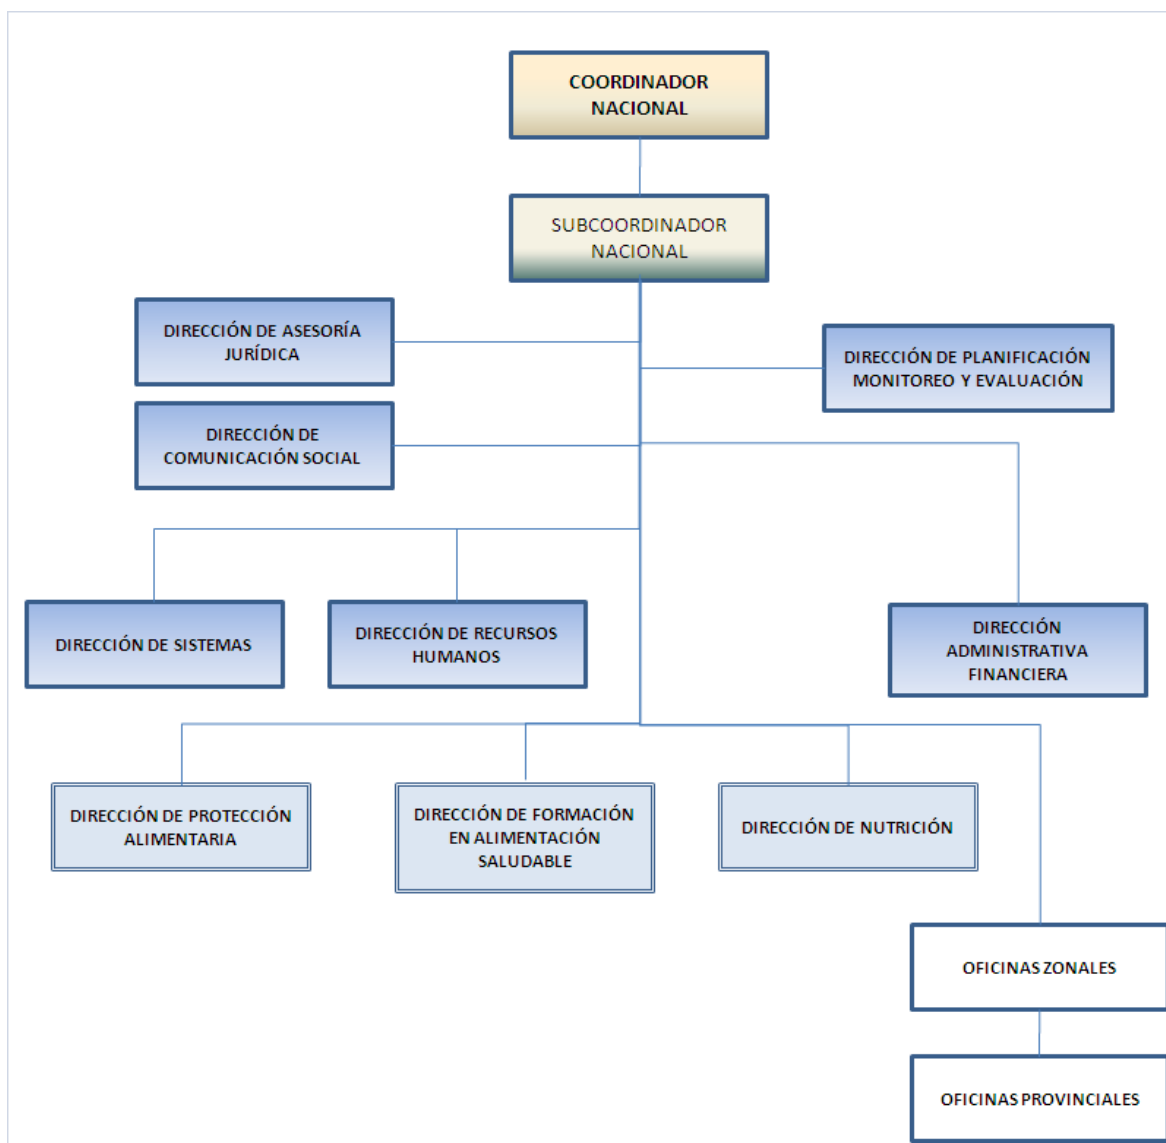 COORDINADOR
NACIONAL
SUBCOORDINADOR
NACIONAL
DIRECCIÓN DE ASESORÍA
JURÍDICA
DIRECCIÓN DE PLANIFICACIÓN
MONITOREO Y EVALUACIÓN
DIRECCIÓN DE
COMUNICACIÓN SOCIAL
DIRECCIÓN DE SISTEMAS
DIRECCIÓN DE RECURSOS
HUMANOS
DIRECCIÓN
ADMINISTRATIVA
FINANCIERA
DIRECCIÓN DE PROTECCIÓN
ALIMENTARIA
DIRECCIÓN DE FORMACIÓN
EN ALIMENTACIÓN
SALUDABLE
DIRECCIÓN DE NUTRICIÓN
OFICINAS ZONALES
OFICINAS PROVINCIALES